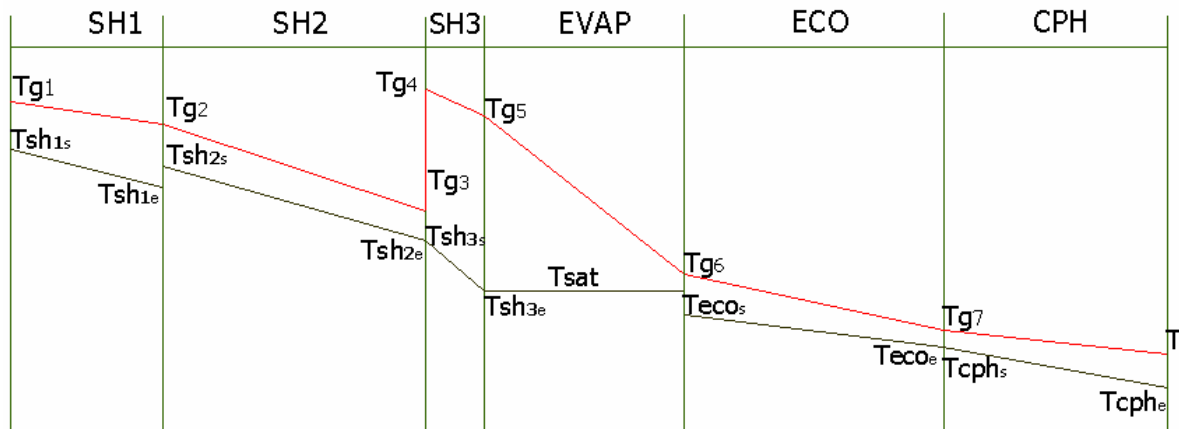 SH1 SH2 SH3 EVAP ECO CPH
Tg1
Tg2
Tg4
Tg5
Tsh1s
Tsh2s
Tsh1e
Tg3
Tsh3s
Tsh2e
Tsat
Tg6
Tsh3e
Tecos
Tg7
T
Tecoe
Tcphs
Tcphe